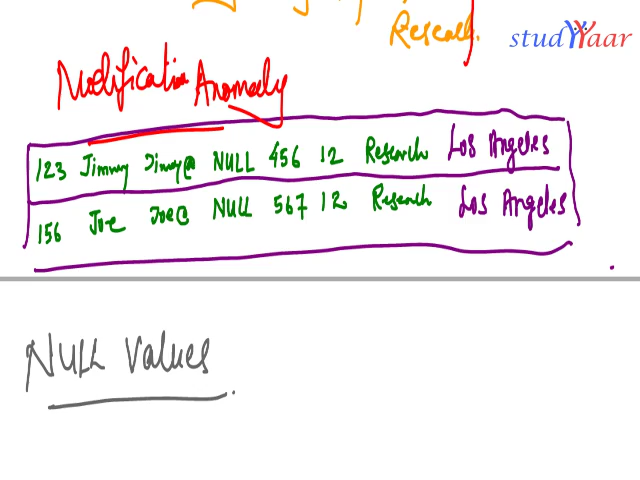 Research
studYYaar
Modification Anomaly
123 Jimmy Jimmy@ NULL 456 12 Research Los Angeles
156 Joe Joe@ NULL 567 12 Research Los Angeles
NULL Values